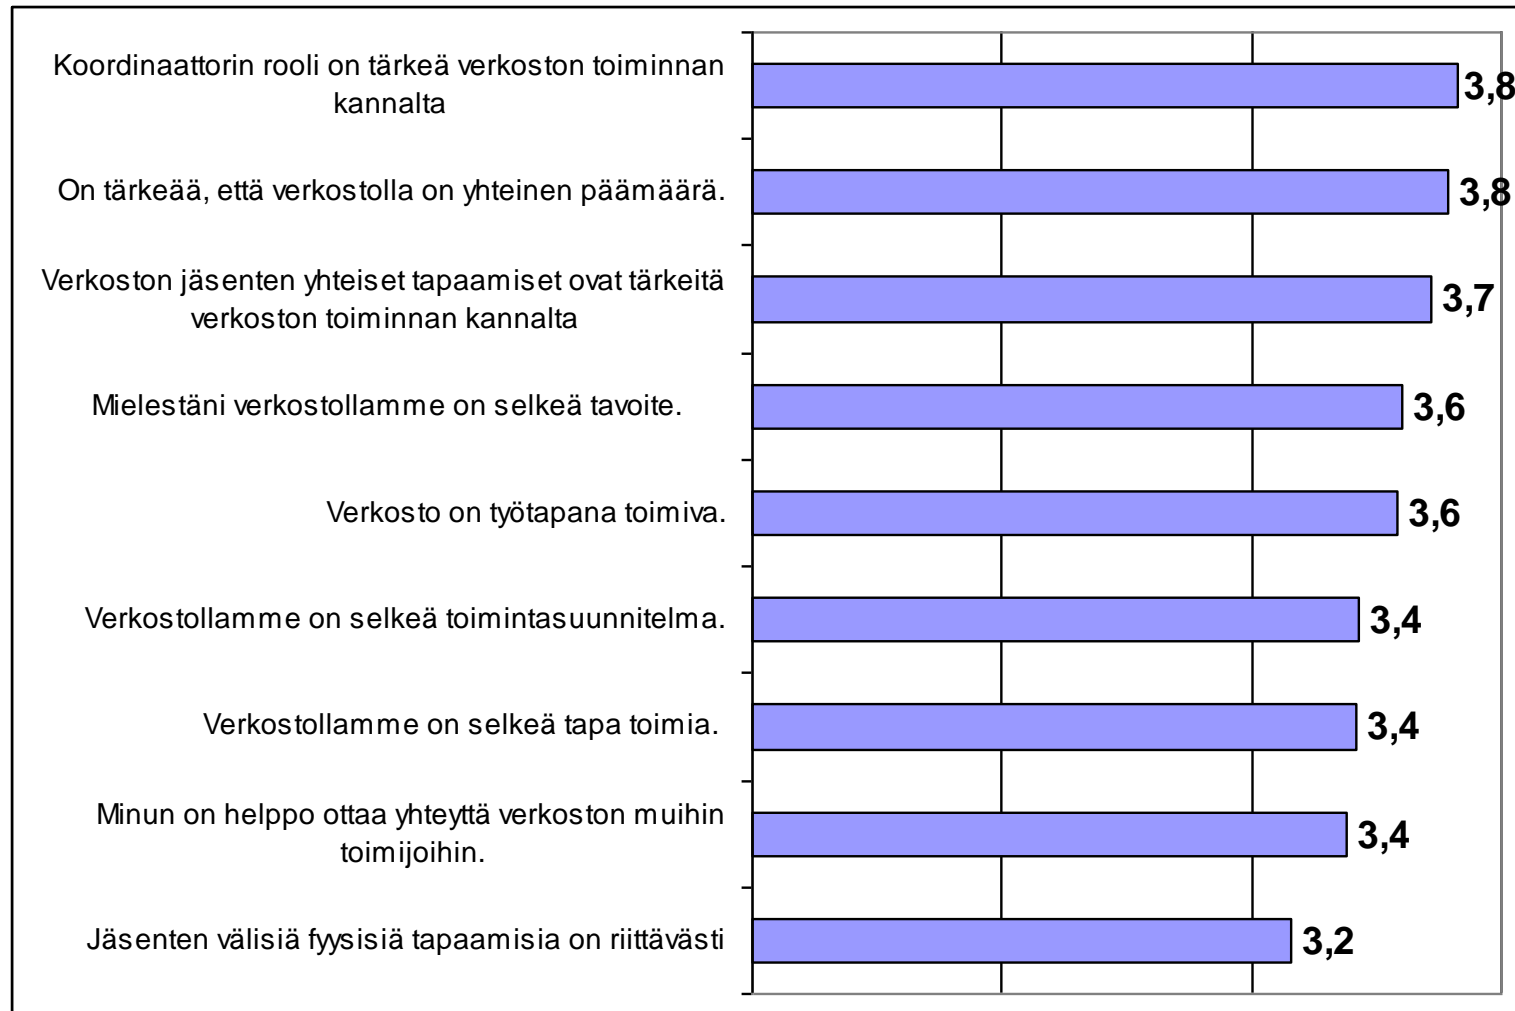 Koordinaattorin rooli on tärkeä verkoston toiminnan
kannalta
3,8
On tärkeää, että verkostolla on yhteinen päämäärä.
3,8
Verkoston jäsenten yhteiset tapaamiset ovat tärkeitä
verkoston toiminnan kannalta
3,7
Mielestäni verkostollamme on selkeä tavoite.
3,6
Verkosto on työtapana toimiva.
3,6
Verkostollamme on selkeä toimintasuunnitelma.
3,4
Verkostollamme on selkeä tapa toimia.
3,4
Minun on helppo ottaa yhteyttä verkoston muihin
toimijoihin.
3,4
Jäsenten välisiä fyysisiä tapaamisia on riittävästi
3,2